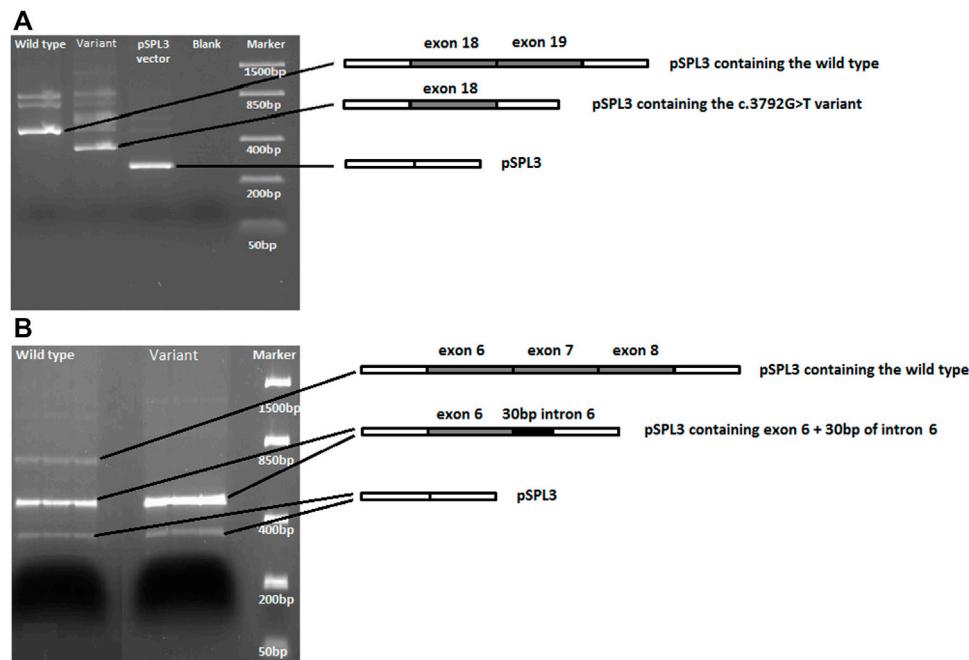 A
Wild type Variant pSPL3 vector Blank Marker
1500bp
850bp
400bp
200bp
50bp
exon 18 exon 19
pSPL3 containing the wild type
exon 18
pSPL3 containing the c.3792G>T variant
pSPL3
B
Wild type Variant Marker
1500bp
850bp
400bp
200bp
50bp
exon 6 exon 7 exon 8
pSPL3 containing the wild type
exon 6 30bp intron 6
pSPL3 containing exon 6 + 30bp of intron 6
pSPL3